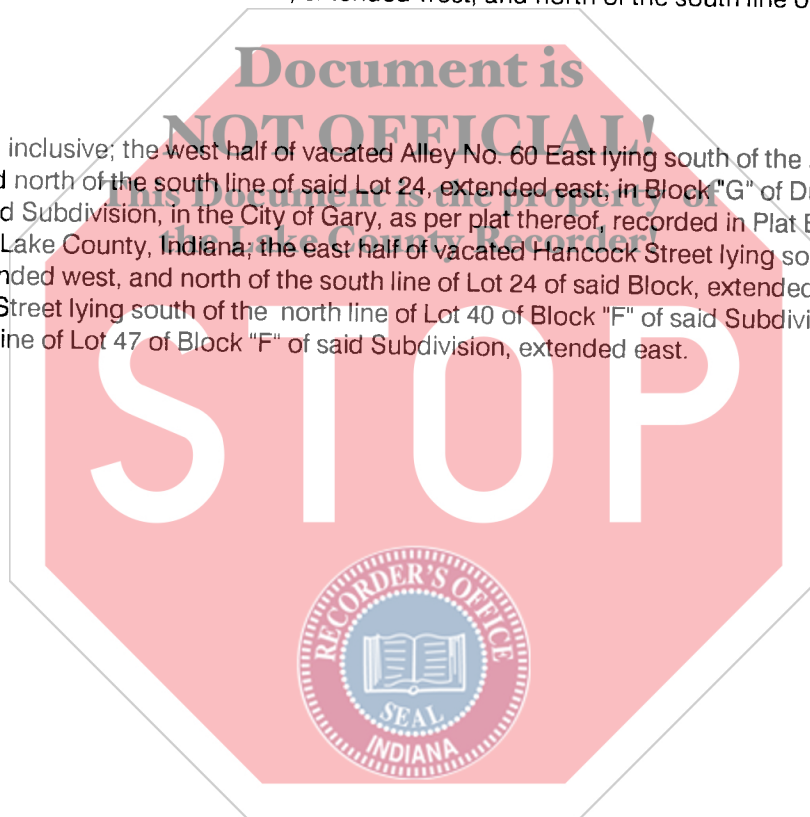 , extended west, and north of the south line o
Document is
NOT OFFICIAL!
inclusive; the west half of vacated Alley No. 60 East lying south of the
d north of the south line of said Lot 24, extended east; in Block "G" of D
This Document is the property of
d Subdivision, in the City of Gary, as per plat thereof, recorded in Plat
the Lake County Recorder!
Lake County, Indiana; the east half of vacated Hancock Street lying so
nded west, and north of the south line of Lot 24 of said Block, extended
Street lying south of the north line of Lot 40 of Block "F" of said Subdivi
ine of Lot 47 of Block "F" of said Subdivision, extended east.
STOP
RECORDER'S OFFICE
SEAL
INDIANA